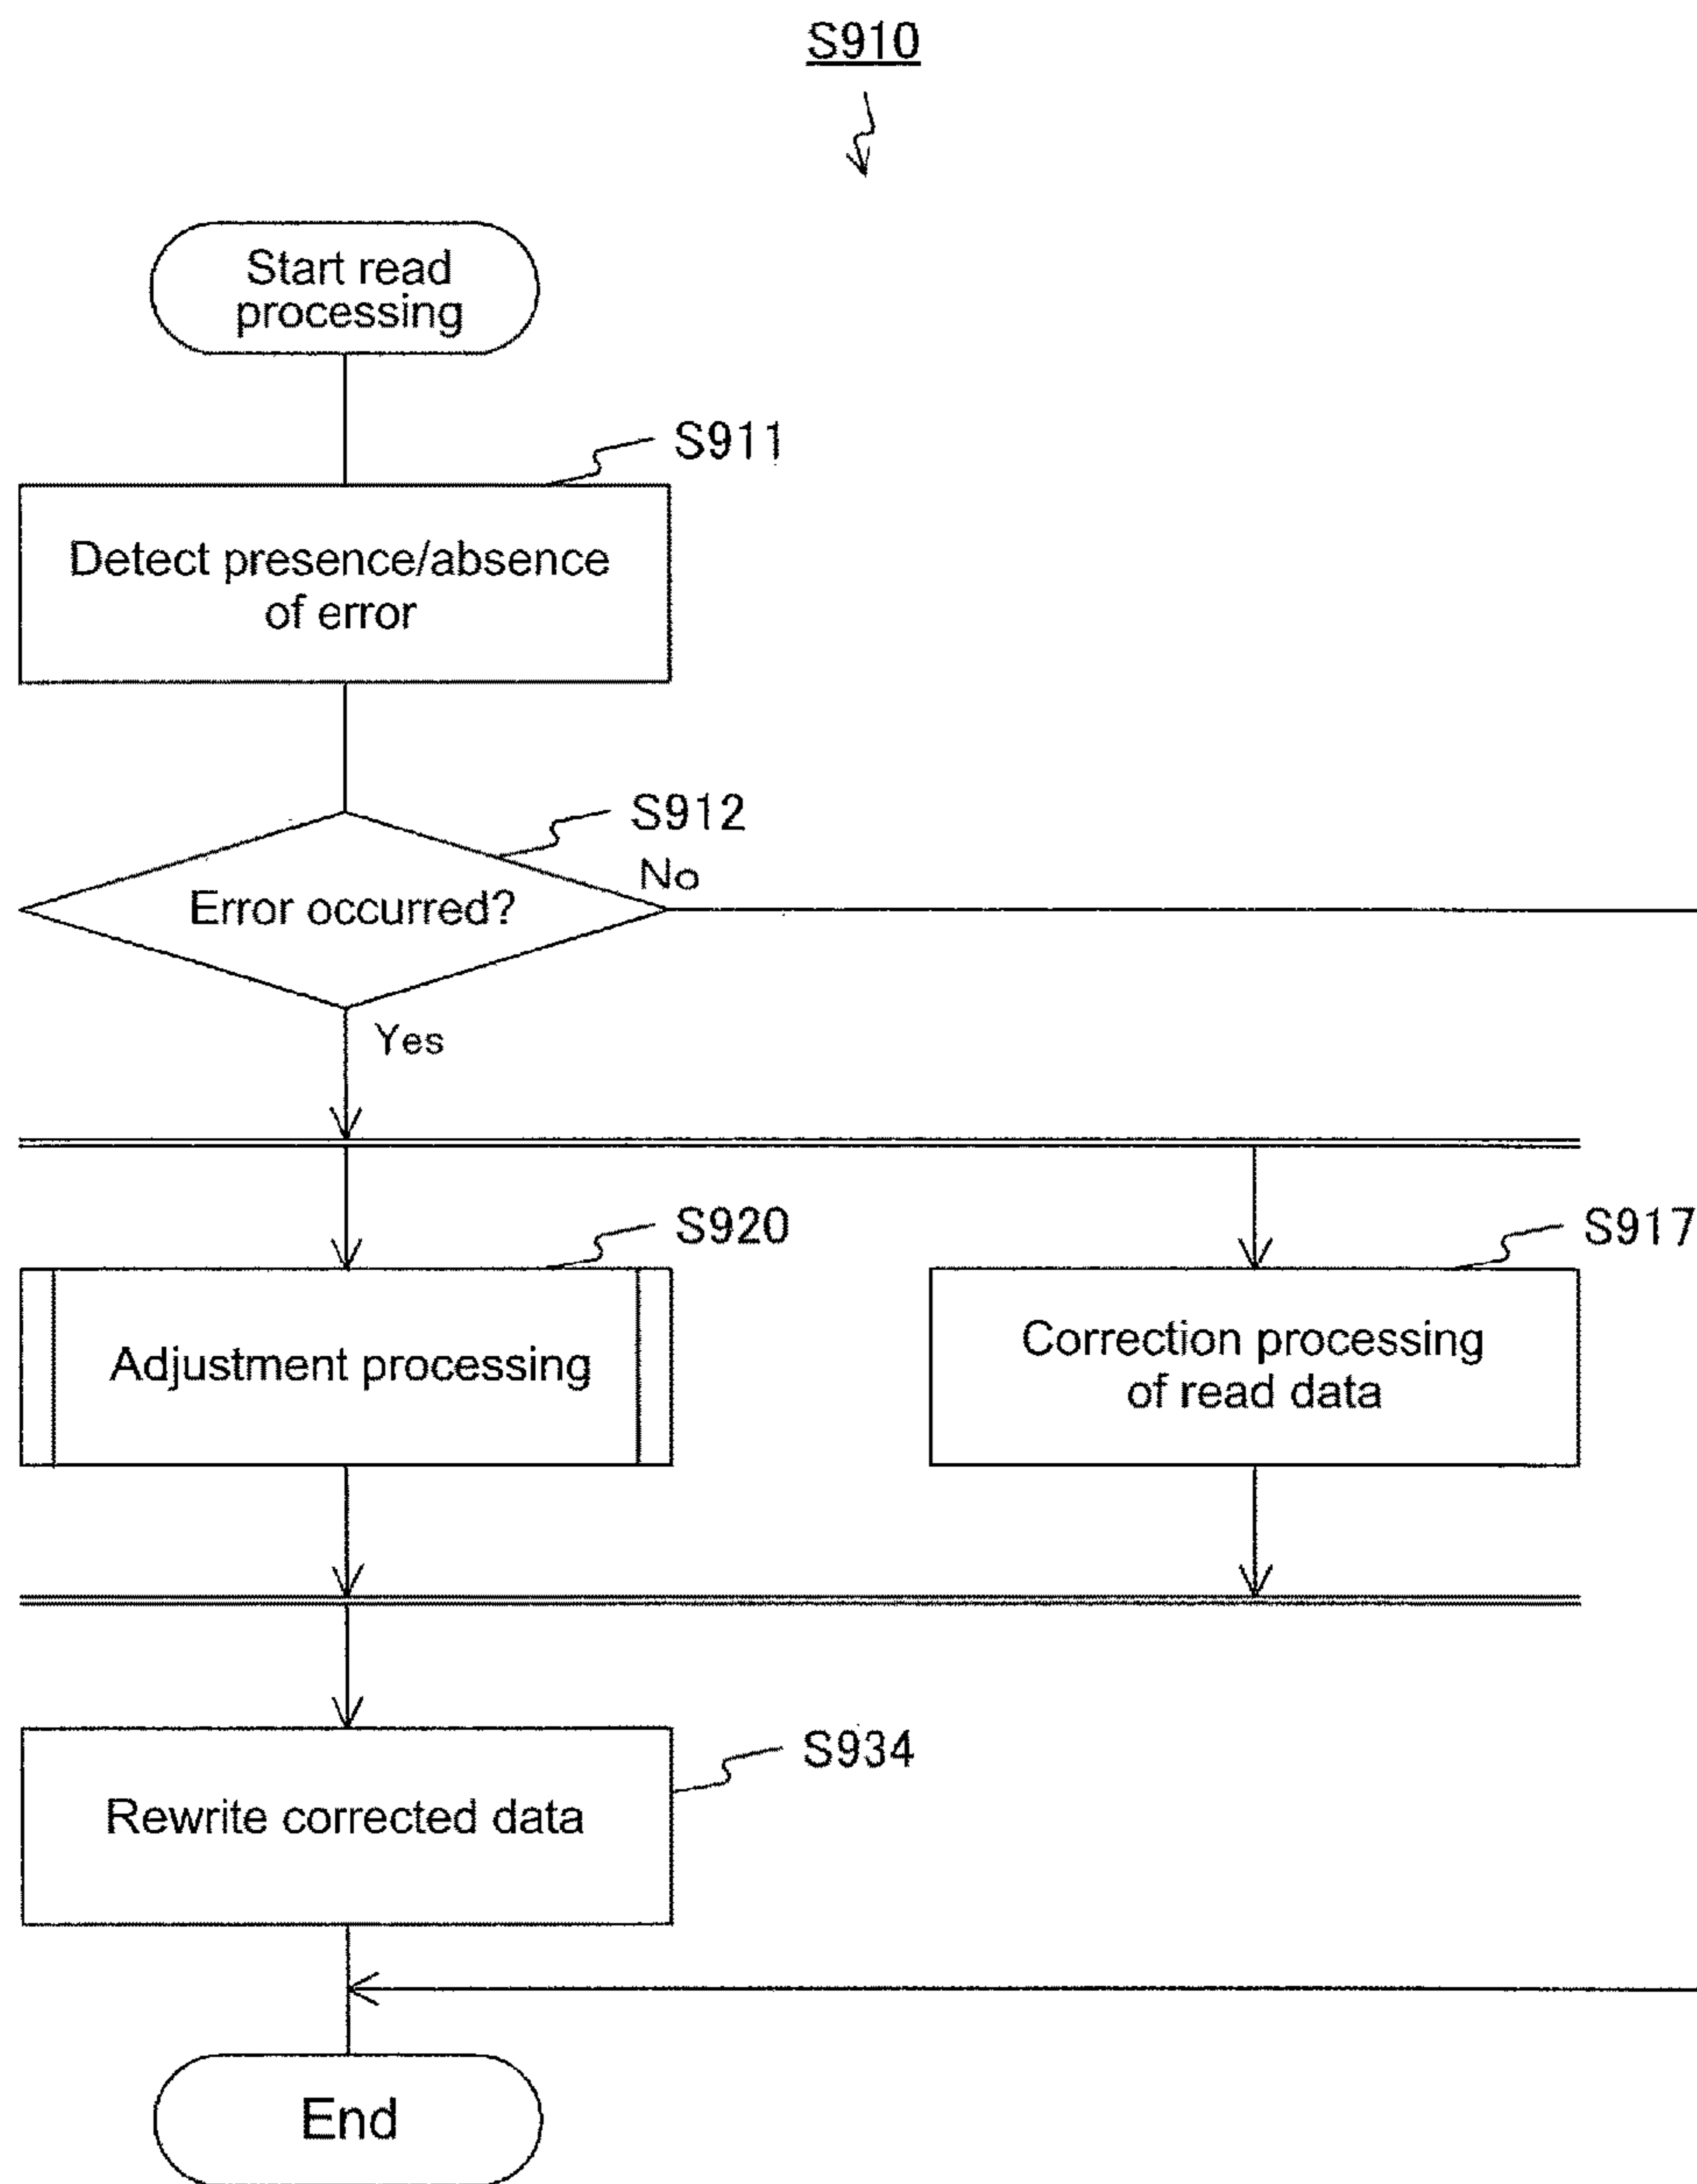 S910
Start read
processing
S911
Detect presence/absence
of error
S912
No
Error occurred?
Yes
S920
S917
Adjustment processing
Correction processing
of read data
S934
Rewrite corrected data
End